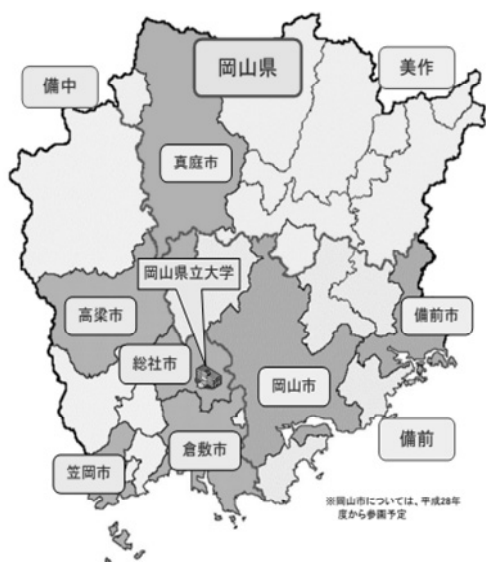 岡山県
美作
備中
真庭市
岡山県立大学
高梁市
備前市
総社市
岡山市
備前
倉敷市
笠岡市
※岡山市については、平成28年
度から参画予定